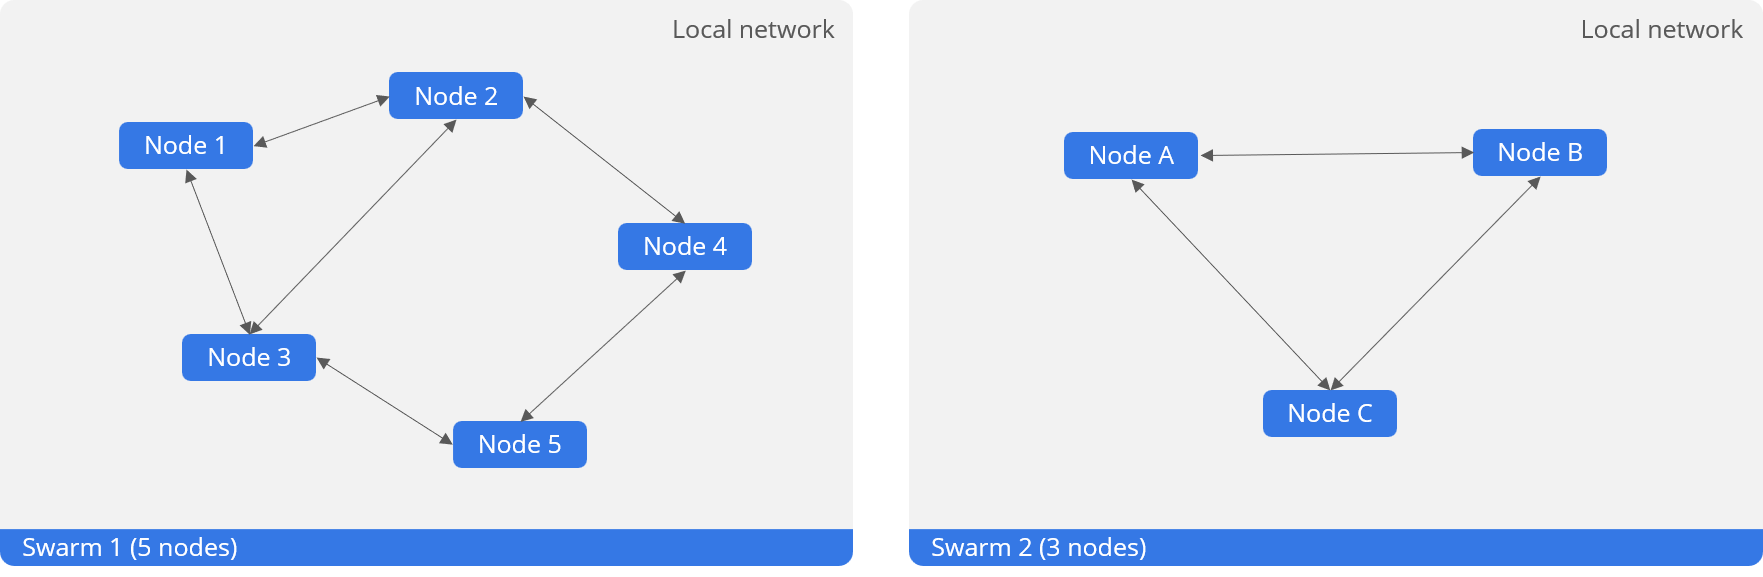 Local network
Node 2
Node 1
Node 4
Node 3
Node 5
Swarm 1 (5 nodes)
Local network
Node A
Node B
Node C
Swarm 2 (3 nodes)